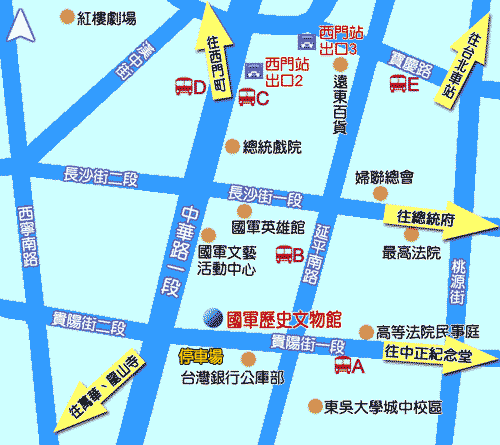 紅樓劇場
漢中街
往西門町
西門站
出口3
西門站
出口2
往台北車站
寶慶路
D
C
E
遠東百貨
總統戲院
長沙街二段
長沙街一段
婦聯總會
往總統府
西寧南路
中華路一段
國軍英雄館
延平南路
最高法院
國軍文藝
活動中心
B
桃源街
貴陽街二段
國軍歷史文物館
高等法院民事庭
貴陽街一段
往中正紀念堂
停車場
A
台灣銀行公庫部
往萬華、龍山寺
東吳大學城中校區